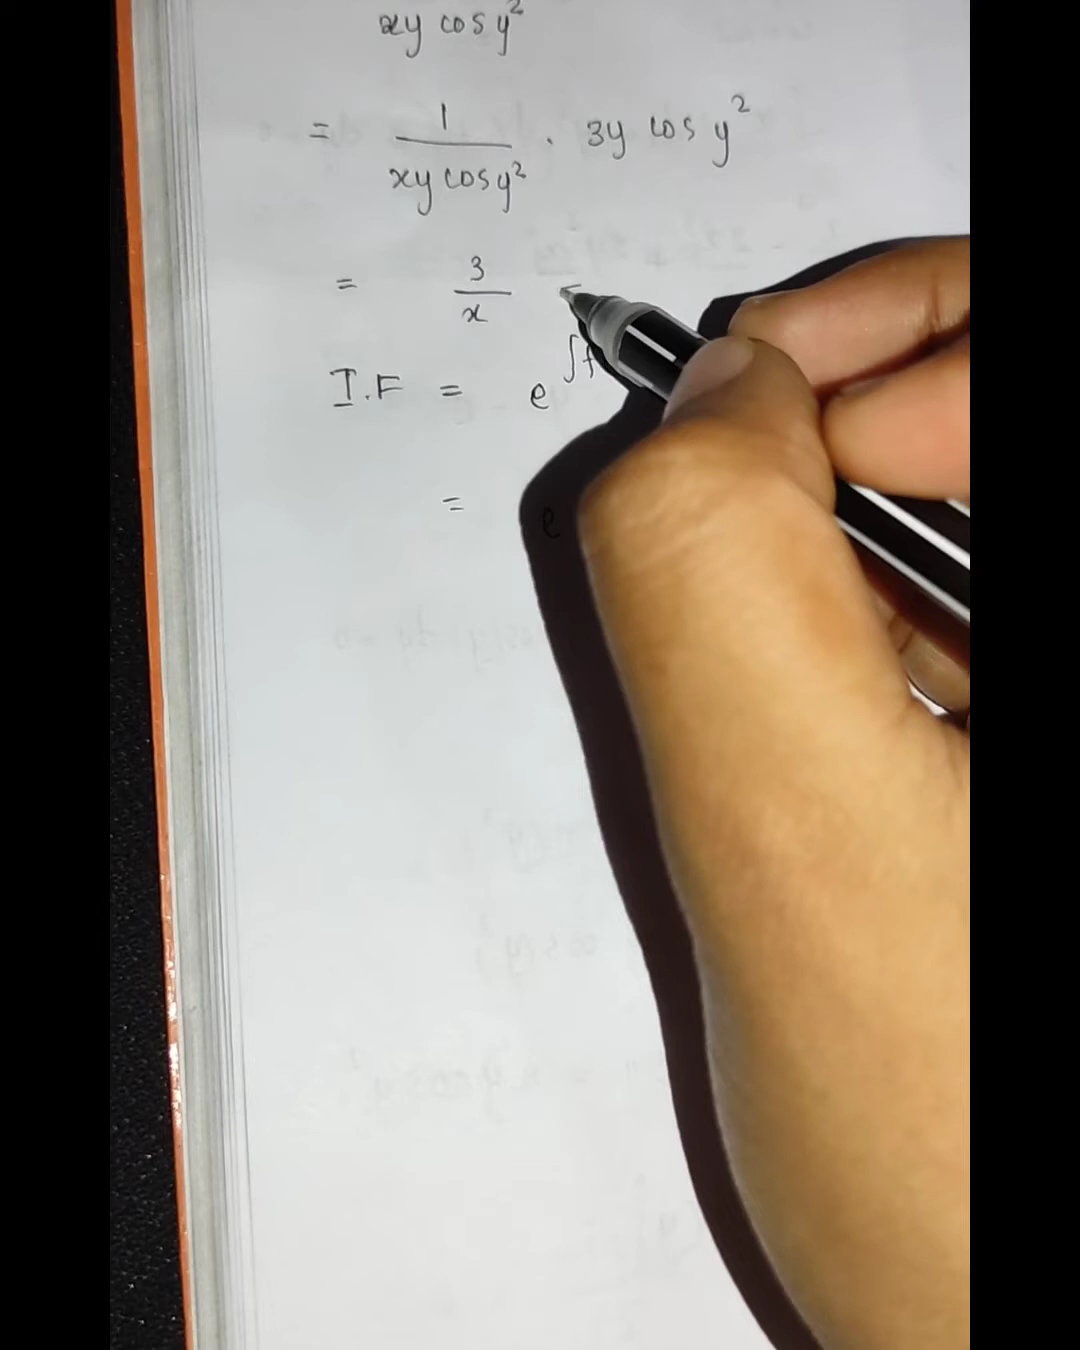 xy cos y²
= 1/(xy cos y²) . 3y cos y²
= 3/x
I.F = e^∫f
= e